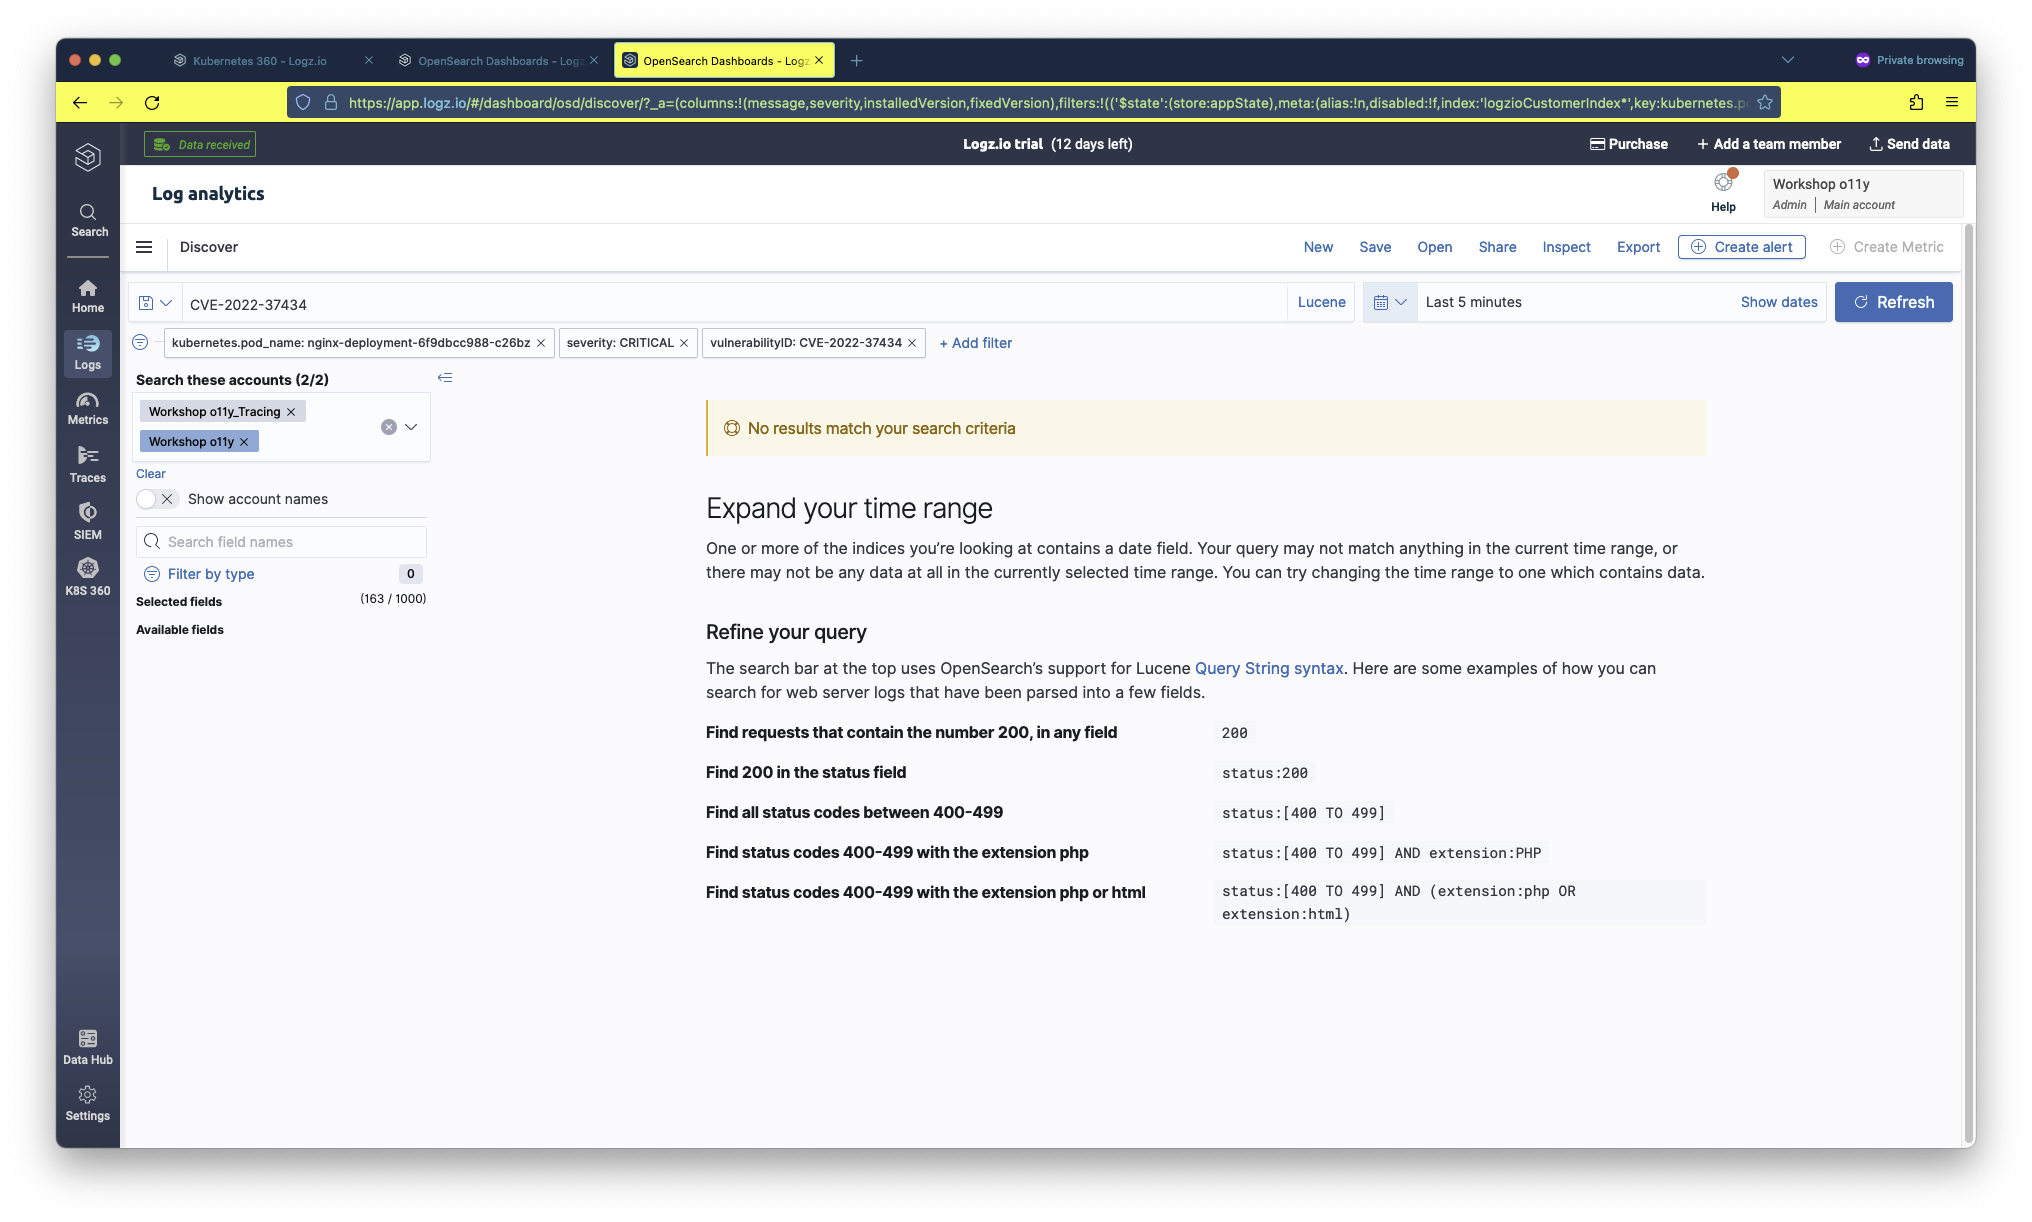 Kubernetes 360 - Logz.io
OpenSearch Dashboards - Logz
OpenSearch Dashboards - Logz
Private browsing
https://app.logz.io/#/dashboard/osd/discover/?_a=(columns:!(message,severity,installedVersion,fixedVersion),filters:!(('$state':(store:appState),meta:(alias:!n,disabled:!f,index:'logzioCustomerIndex*',key:kubernetes.po
Data received
Logz.io trial (12 days left)
Purchase
+ Add a team member
Send data
Log analytics
Help
Workshop o11y
Admin | Main account
Search
Home
Logs
Metrics
Traces
SIEM
K8S 360
Data Hub
Settings
Discover
New
Save
Open
Share
Inspect
Export
Create alert
Create Metric
CVE-2022-37434
Lucene
Last 5 minutes
Show dates
Refresh
kubernetes.pod_name: nginx-deployment-6f9dbcc988-c26bz
severity: CRITICAL
vulnerabilityID: CVE-2022-37434
+ Add filter
Search these accounts (2/2)
Workshop o11y_Tracing
Workshop o11y
Clear
Show account names
Search field names
Filter by type 0
Selected fields (163 / 1000)
Available fields
No results match your search criteria
Expand your time range
One or more of the indices you’re looking at contains a date field. Your query may not match anything in the current time range, or
there may not be any data at all in the currently selected time range. You can try changing the time range to one which contains data.
Refine your query
The search bar at the top uses OpenSearch’s support for Lucene Query String syntax. Here are some examples of how you can
search for web server logs that have been parsed into a few fields.
Find requests that contain the number 200, in any field 200
Find 200 in the status field status:200
Find all status codes between 400-499 status:[400 TO 499]
Find status codes 400-499 with the extension php status:[400 TO 499] AND extension:PHP
Find status codes 400-499 with the extension php or html status:[400 TO 499] AND (extension:php OR
extension:html)